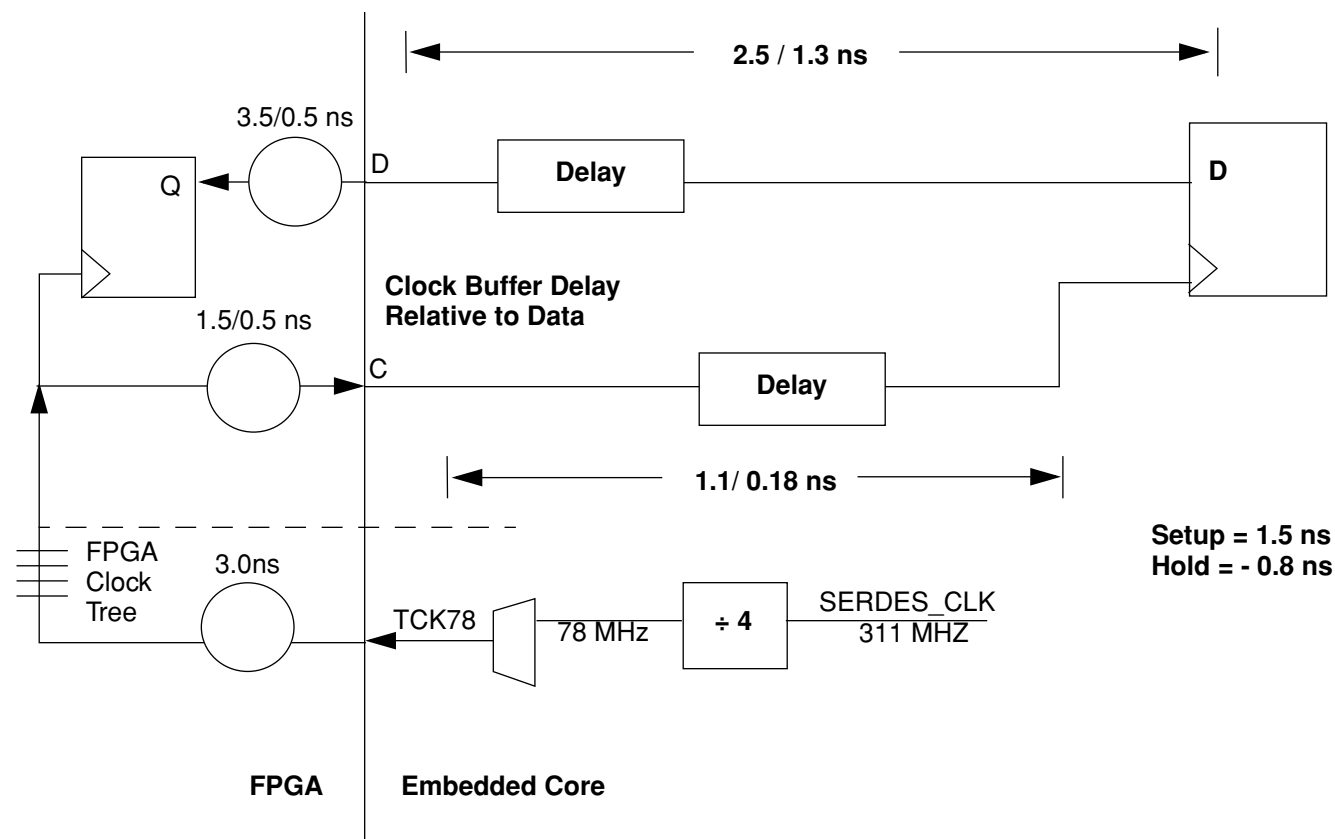 2.5 / 1.3 ns
3.5/0.5 ns
D
Delay
D
Q
Clock Buffer Delay
Relative to Data
1.5/0.5 ns
C
Delay
1.1/ 0.18 ns
Setup = 1.5 ns
Hold = - 0.8 ns
FPGA
Clock
Tree
3.0ns
TCK78
78 MHz
÷ 4
SERDES_CLK
311 MHZ
FPGA
Embedded Core